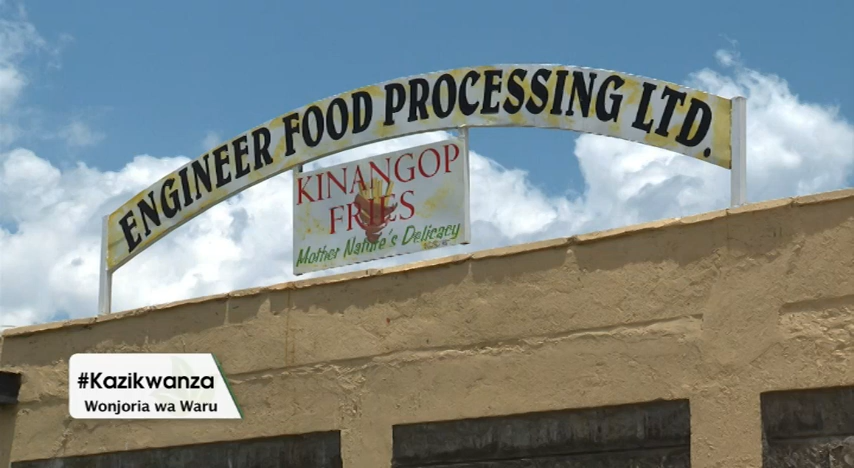 ENGINEER FOOD PROCESSING LTD.
KINANGOP
FRIES
Mother Nature's Delicacy
#Kazikwanza
Wonjoria wa Waru